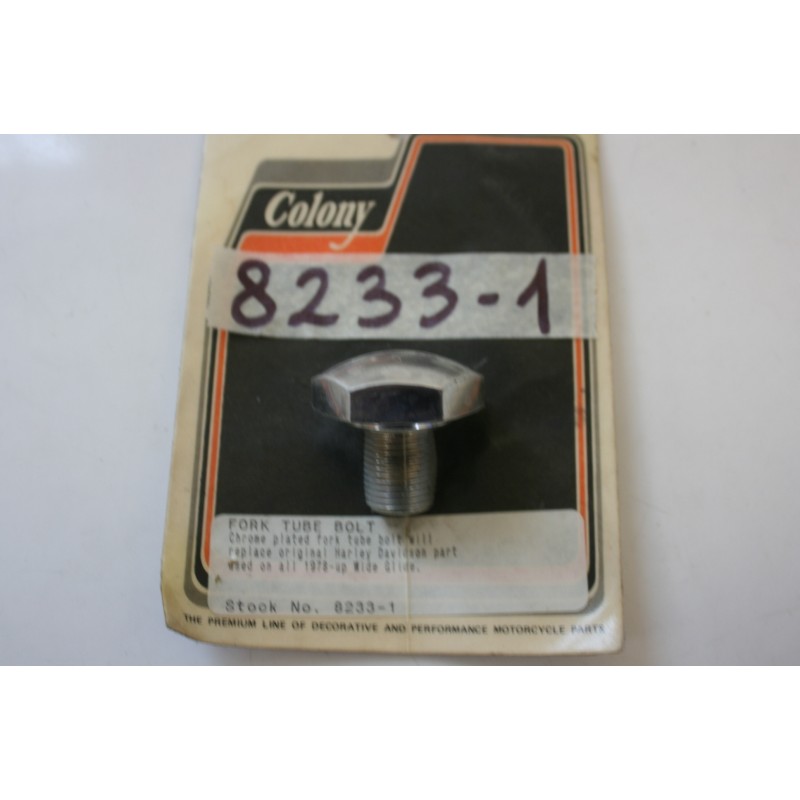 Colony
8233-1
FORK TUBE BOLT
Chrome plated fork tube bolt will
replace original Harley Davidson part
used on all 1978-up Wide Glide.
Stock No. 8233-1
THE PREMIUM LINE OF DECORATIVE AND PERFORMANCE MOTORCYCLE PARTS